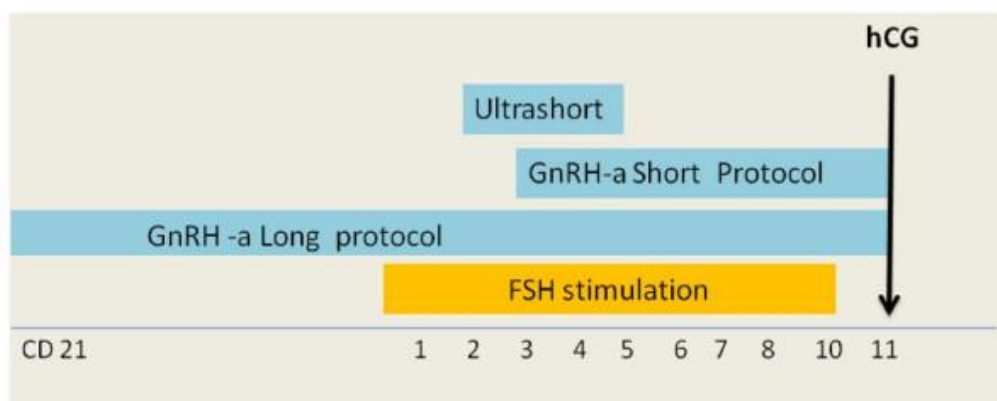 hCG
Ultrashort
GnRH-a Short Protocol
GnRH -a Long protocol
FSH stimulation
CD 21 1 2 3 4 5 6 7 8 10 11